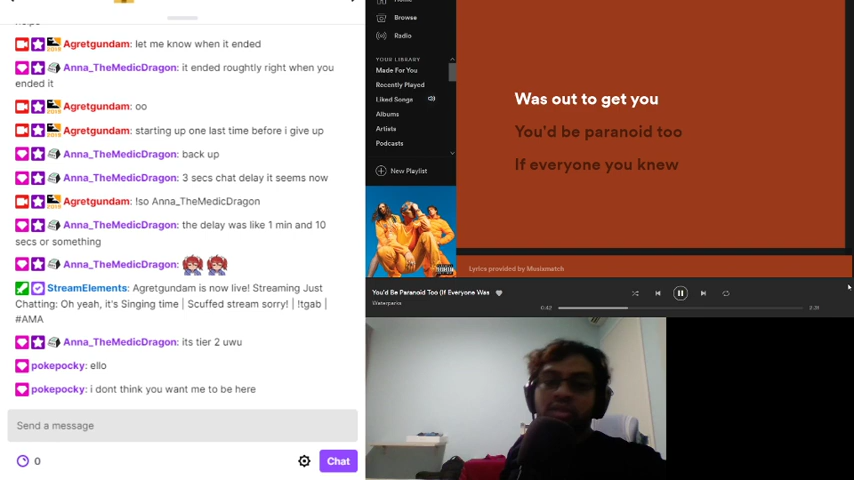 Agretgundam: let me know when it ended
Anna_TheMedicDragon: it ended roughtly right when you
ended it
Agretgundam: oo
Agretgundam: starting up one last time before i give up
Anna_TheMedicDragon: back up
Anna_TheMedicDragon: 3 secs chat delay it seems now
Agretgundam: !so Anna_TheMedicDragon
Anna_TheMedicDragon: the delay was like 1 min and 10
secs or something
Anna_TheMedicDragon:
StreamElements: Agretgundam is now live! Streaming Just
Chatting: Oh yeah, it's Singing time | Scuffed stream sorry! | !tgab |
#AMA
Anna_TheMedicDragon: its tier 2 uwu
pokepocky: ello
pokepocky: i dont think you want me to be here
Send a message
0
Chat
Browse
Radio
YOUR LIBRARY
Made For You
Recently Played
Liked Songs
Albums
Artists
Podcasts
New Playlist
Was out to get you
You'd be paranoid too
If everyone you knew
Lyrics provided by Musixmatch
You'd Be Paranoid Too (If Everyone Was
Waterparks
0:42
2:31